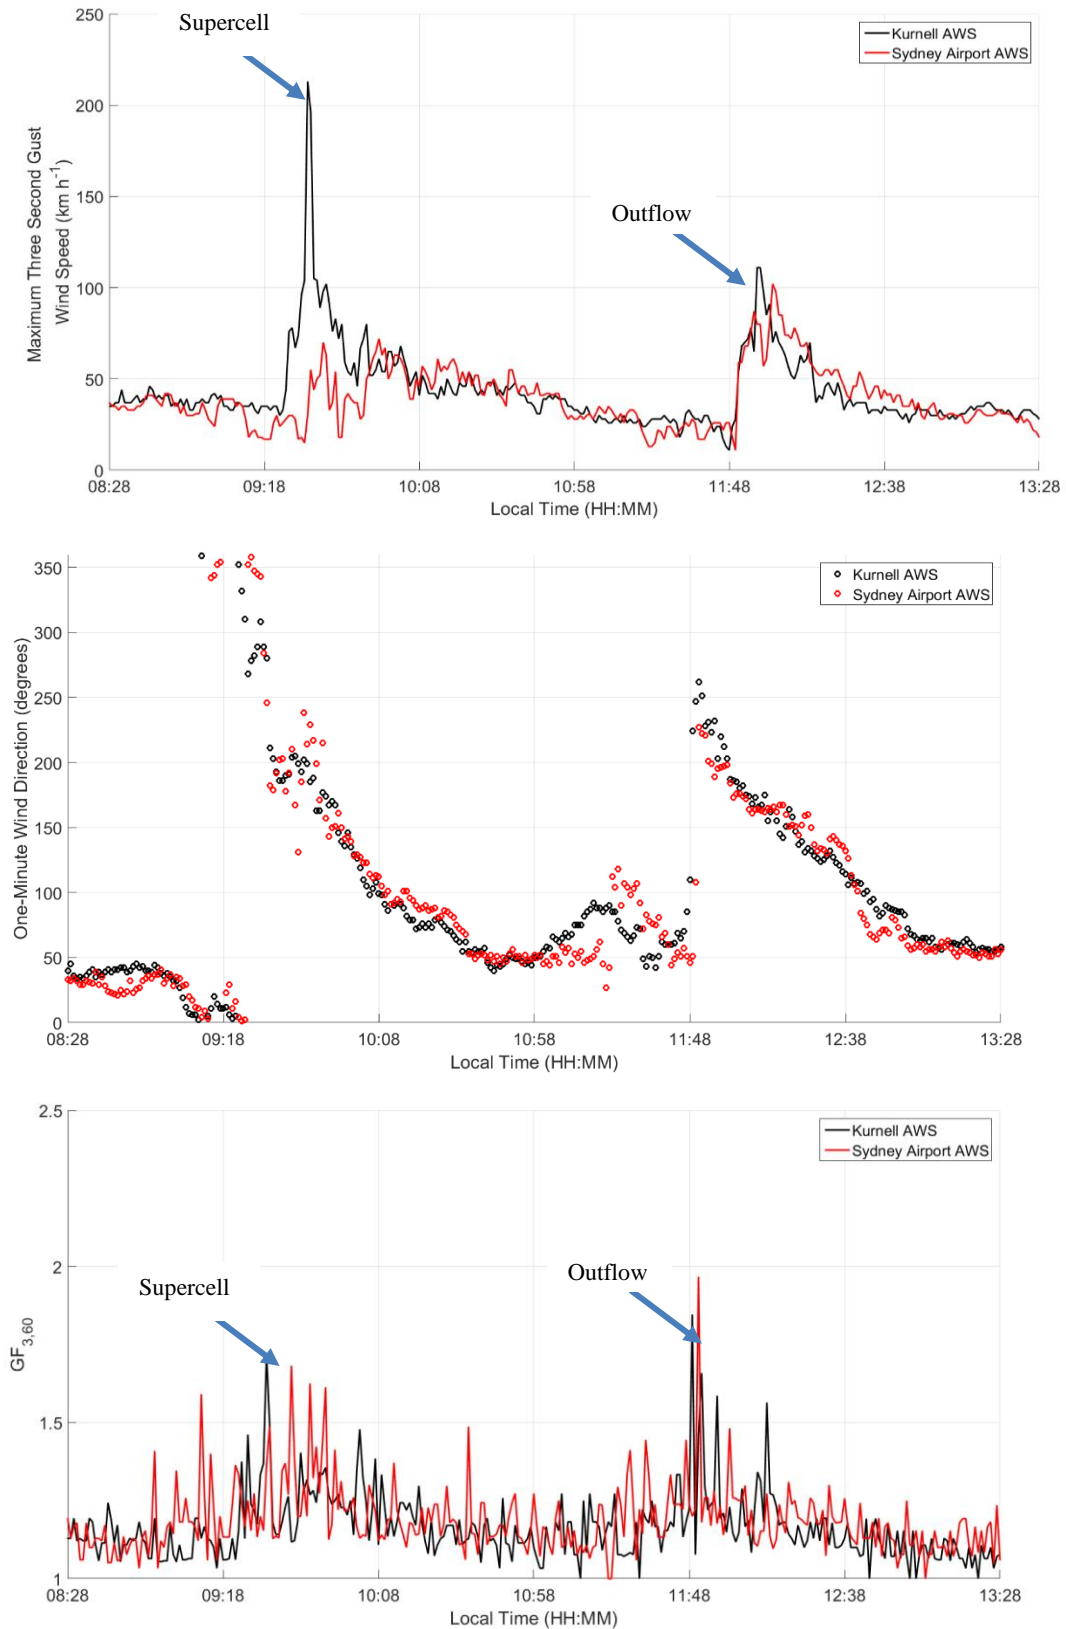 Supercell
250
Kurnell AWS
Sydney Airport AWS
200
150
Outflow
100
50
0
Maximum Three Second Gust
Wind Speed (km h-1)
08:28 09:18 10:08 10:58 11:48 12:38 13:28
Local Time (HH:MM)
350
Kurnell AWS
Sydney Airport AWS
300
250
200
150
100
50
0
One-Minute Wind Direction (degrees)
08:28 09:18 10:08 10:58 11:48 12:38 13:28
Local Time (HH:MM)
2.5
Kurnell AWS
Sydney Airport AWS
2
Outflow
Supercell
1.5
1
GF3,60
08:28 09:18 10:08 10:58 11:48 12:38 13:28
Local Time (HH:MM)